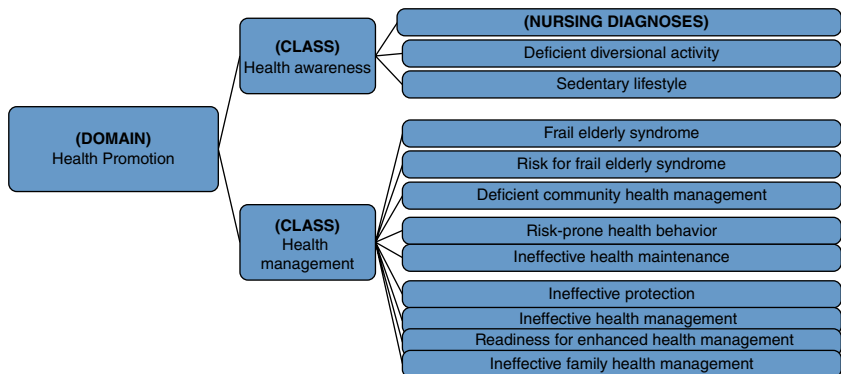 (DOMAIN)
Health Promotion
(CLASS)
Health awareness
(NURSING DIAGNOSES)
Deficient diversional activity
Sedentary lifestyle
(CLASS)
Health
management
Frail elderly syndrome
Risk for frail elderly syndrome
Deficient community health management
Risk-prone health behavior
Ineffective health maintenance
Ineffective protection
Ineffective health management
Readiness for enhanced health management
Ineffective family health management